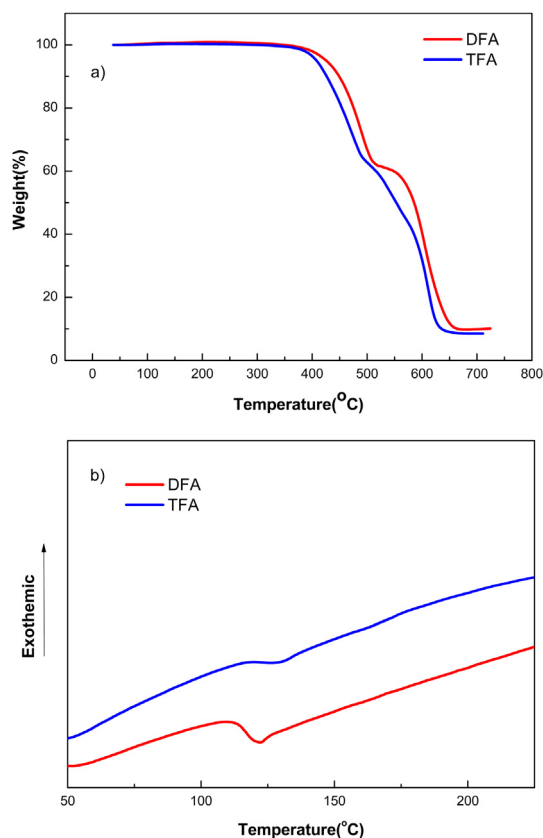 100
80
60
40
20
0
Weight(%)
a)
DFA
TFA
0 100 200 300 400 500 600 700 800
Temperature(°C)
b)
DFA
TFA
Exothemic
50 100 150 200
Temperature(°C)